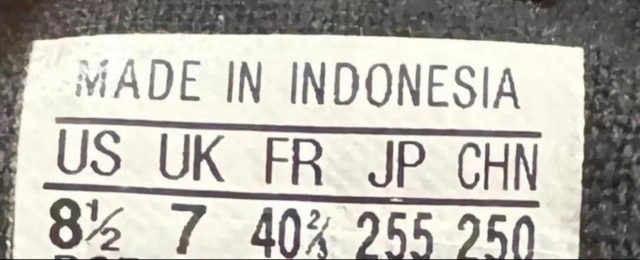 MADE IN INDONESIA
US UK FR JP CHN
8½ 7 40⅔ 255 250